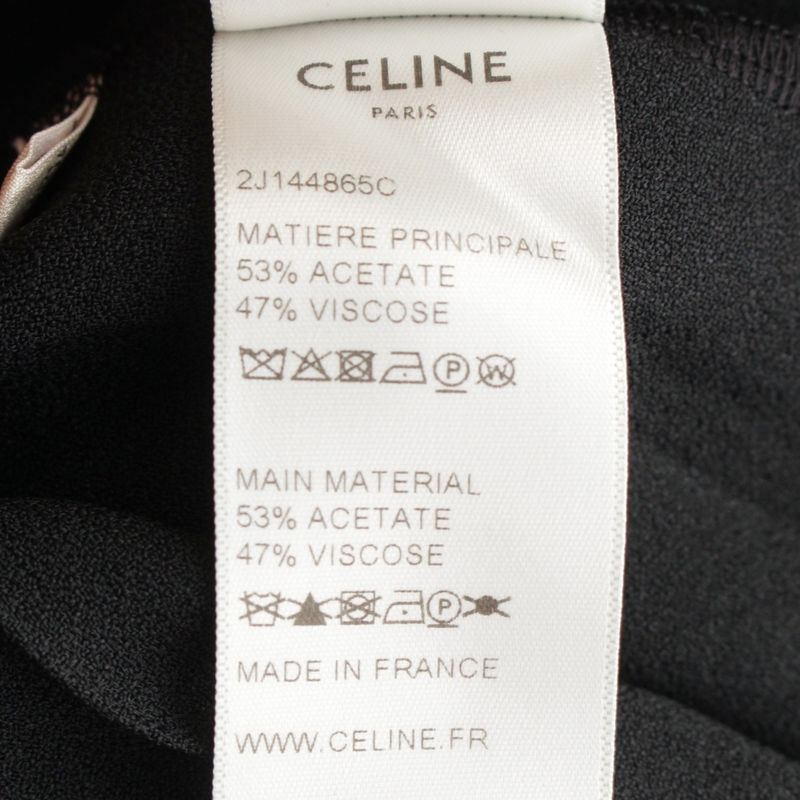 CELINE
PARIS
2J144865C
MATIERE PRINCIPALE
53% ACETATE
47% VISCOSE
P W
MAIN MATERIAL
53% ACETATE
47% VISCOSE
P
MADE IN FRANCE
WWW.CELINE.FR